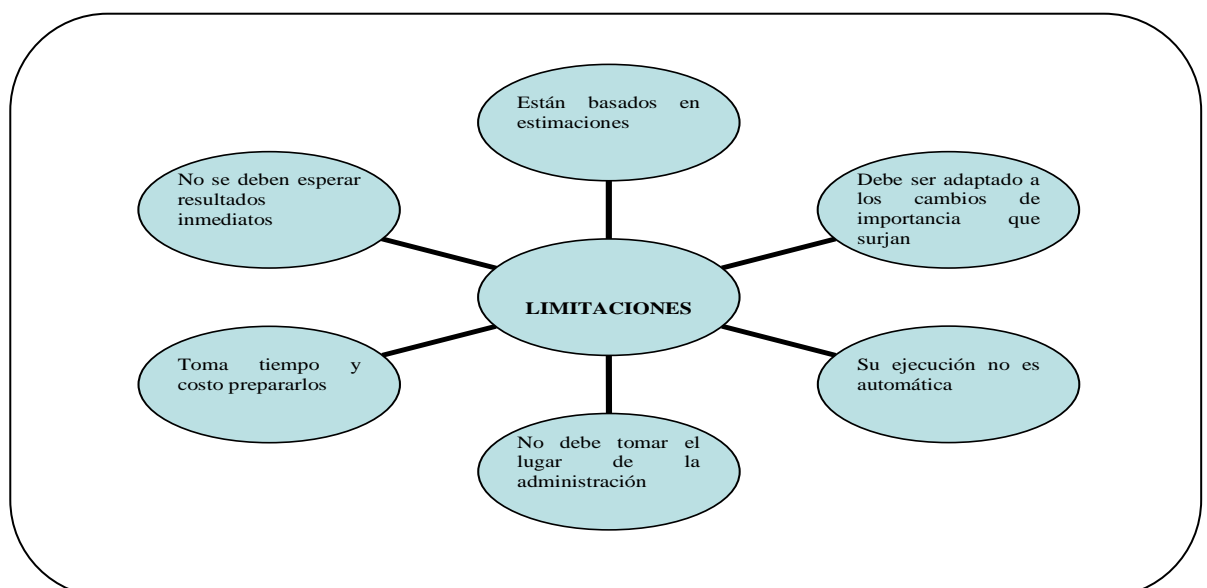 Están basados en
estimaciones
No se deben esperar
resultados
inmediatos
Debe ser adaptado a
los cambios de
importancia que
surjan
LIMITACIONES
Toma tiempo y
costo prepararlos
Su ejecución no es
automática
No debe tomar el
lugar de la
administración